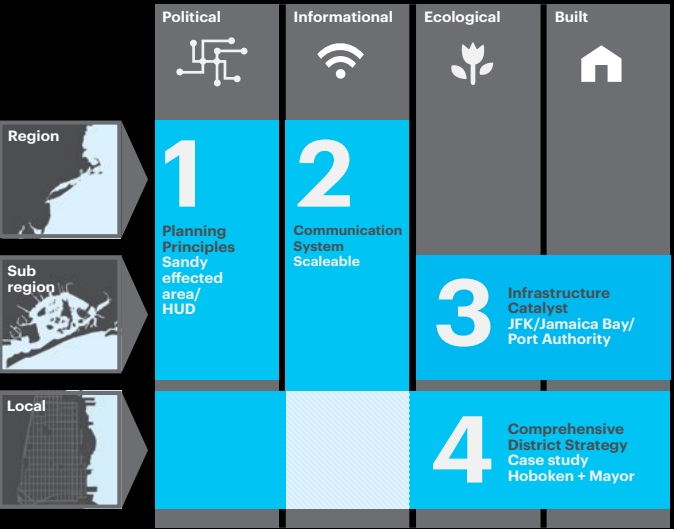 Political
Informational
Ecological
Built
Region
1
Planning
Principles
Sandy
effected
area/
HUD
2
Communication
System
Scaleable
Sub
region
3
Infrastructure
Catalyst
JFK/Jamaica Bay/
Port Authority
Local
4
Comprehensive
District Strategy
Case study
Hoboken + Mayor